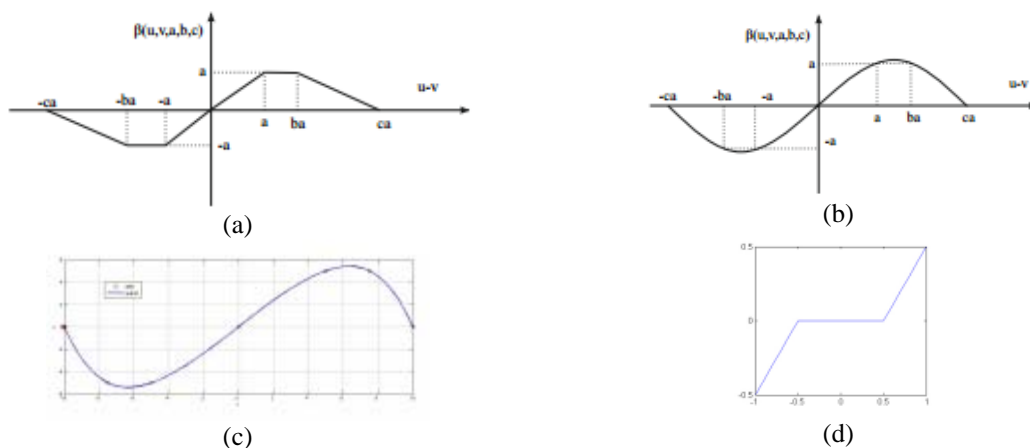 β(u,v,a,b,c)
a
u-v
-ca
-ba
-a
a
ba
ca
-a
(a)
β(u,v,a,b,c)
a
u-v
-ca
-ba
-a
a
ba
ca
-a
(b)
(c)
0.5
0
-0.5
-1
-0.5
0
0.5
1
(d)